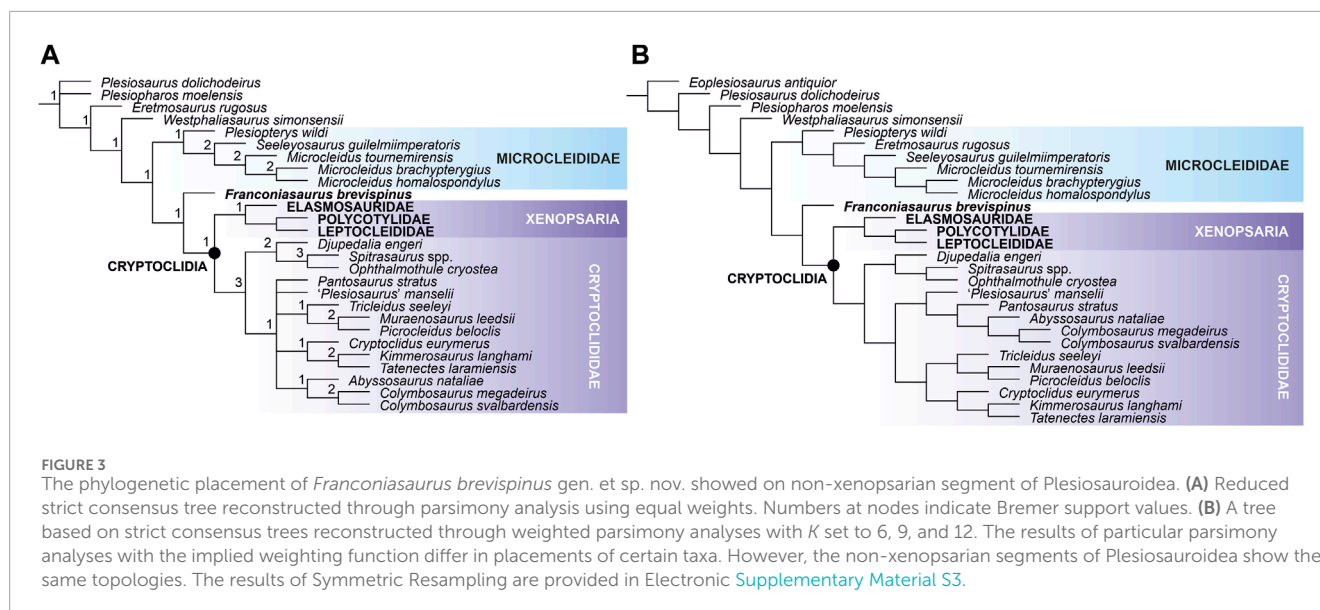 A
Plesiosaurus dolichodeirus
1
Plesiopharos moelensis
Eretmosaurus rugosus
1
Westphaliasaurus simonsenii
1
Plesiopterys wildi
1
Seeleyosaurus guilelmiimperatoris
2
Microcleidus tournemirensis
2
Microcleidus brachypterygius
2
Microcleidus homalospondylus
MICROCLEIDIDAE
1
Franconiasaurus brevispinus
1
ELASMOSAURIDAE
1
POLYCOTYLIDAE
LEPTOCLEIDIDAE
XENOPSARIA
1
CRYPTOCLIDIA
Djupedalia engeri
2
Spitrasaurus spp.
3
Ophthalmothule cryostea
3
Pantosaurus stratus
'Plesiosaurus' manselii
1
Tricleidus seeleyi
1
Muraenosaurus leedsii
2
Picrocleidus beloclis
Cryptoclidus eurymerus
1
Kimmerosaurus langhami
2
Tatenectes laramiensis
Abyssosaurus nataliae
1
Colymbosaurus megadeirus
2
Colymbosaurus svalbardensis
CRYPTOCLIDIDAE
B
Eoplesiosaurus antiquior
Plesiosaurus dolichodeirus
Plesiopharos moelensis
Westphaliasaurus simonsensii
Plesiopterys wildi
Eretmosaurus rugosus
Seeleyosaurus guilelmiimperatoris
Microcleidus tournemirensis
Microcleidus brachypterygius
Microcleidus homalospondylus
MICROCLEIDIDAE
Franconiasaurus brevispinus
ELASMOSAURIDAE
POLYCOTYLIDAE
LEPTOCLEIDIDAE
XENOPSARIA
CRYPTOCLIDIA
Djupedalia engeri
Spitrasaurus spp.
Ophthalmothule cryostea
'Plesiosaurus' manselii
Pantosaurus stratus
Abyssosaurus nataliae
Colymbosaurus megadeirus
Colymbosaurus svalbardensis
Tricleidus seeleyi
Muraenosaurus leedsii
Picrocleidus beloclis
Cryptoclidus eurymerus
Kimmerosaurus langhami
Tatenectes laramiensis
CRYPTOCLIDIDAE
FIGURE 3
The phylogenetic placement of Franconiasaurus brevispinus gen. et sp. nov. showed on non-xenopsarian segment of Plesiosauroidea. (A) Reduced
strict consensus tree reconstructed through parsimony analysis using equal weights. Numbers at nodes indicate Bremer support values. (B) A tree
based on strict consensus trees reconstructed through weighted parsimony analyses with K set to 6, 9, and 12. The results of particular parsimony
analyses with the implied weighting function differ in placements of certain taxa. However, the non-xenopsarian segments of Plesiosauroidea show the
same topologies. The results of Symmetric Resampling are provided in Electronic Supplementary Material S3.